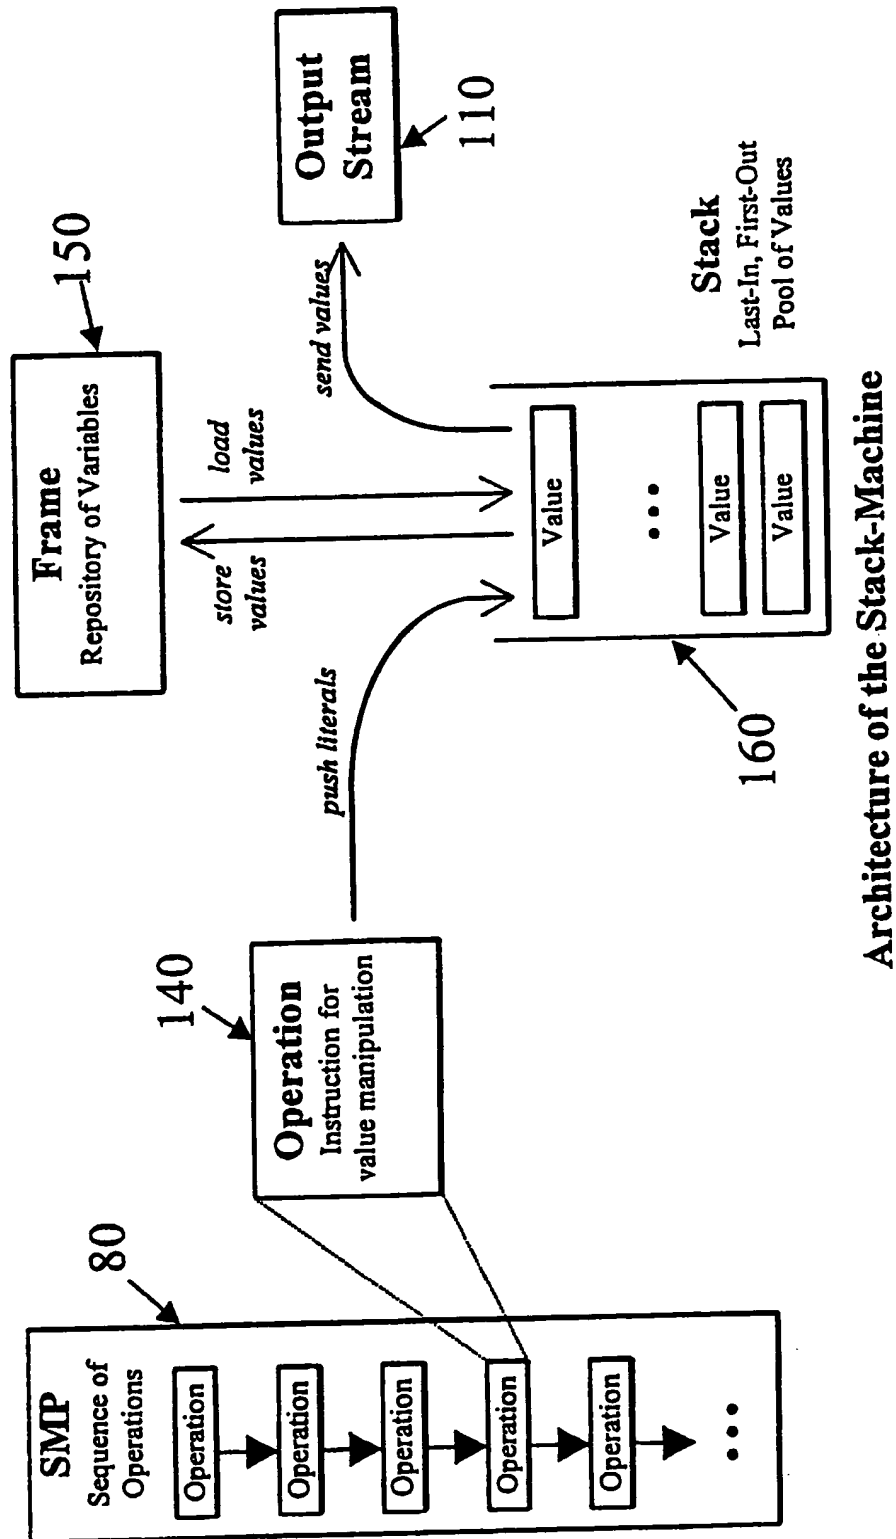 SMP
Sequence of
Operations
Operation
Operation
Operation
Operation
Operation
80
140
Operation
Instruction for
value manipulation
push literals
Frame
Repository of Variables
150
store
values
load
values
send values
Output
Stream
110
Value
Value
Value
160
Stack
Last-In, First-Out
Pool of Values
Architecture of the Stack-Machine